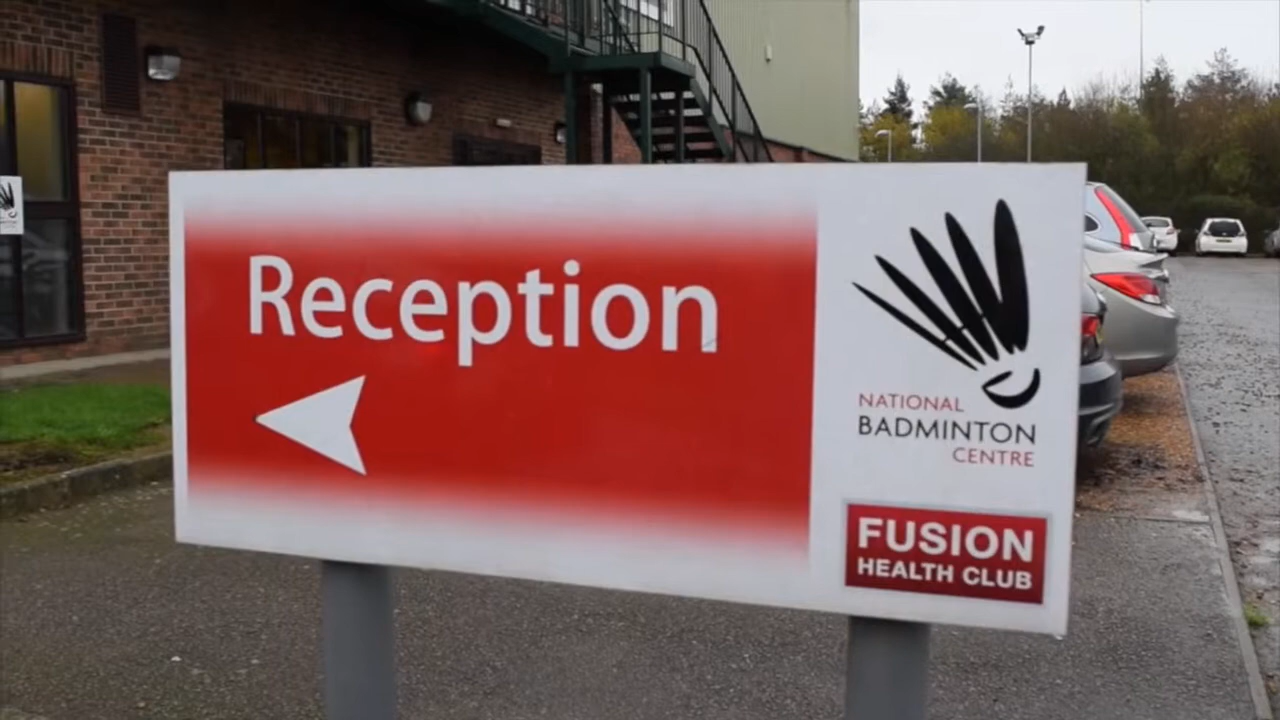 Reception
NATIONAL
BADMINTON
CENTRE
FUSION
HEALTH CLUB